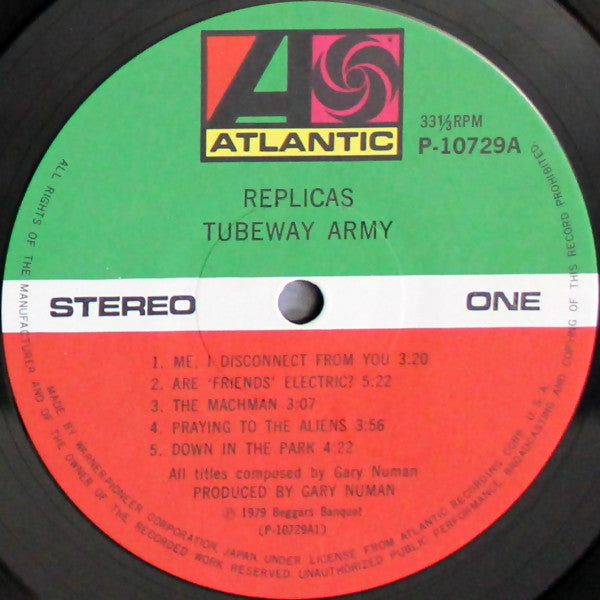 ATLANTIC
33⅓RPM
P-10729A
REPLICAS
TUBEWAY ARMY
STEREO
ONE
1. ME, I DISCONNECT FROM YOU 3:20
2. ARE 'FRIENDS' ELECTRIC? 5:22
3. THE MACHMAN 3:07
4. PRAYING TO THE ALIENS 3:56
5. DOWN IN THE PARK 4:22
All titles composed by Gary Numan
PRODUCED BY GARY NUMAN
℗ 1979 Beggars Banquet
(P-10729A1)
MADE BY WARNER-PIONEER CORPORATION, JAPAN UNDER LICENSE FROM ATLANTIC RECORDING CORP. U.S.A.
ALL RIGHTS OF THE MANUFACTURER AND OF THE OWNER OF THE RECORDED WORK RESERVED. UNAUTHORIZED PUBLIC PERFORMANCE, BROADCASTING AND COPYING OF THIS RECORD PROHIBITED.